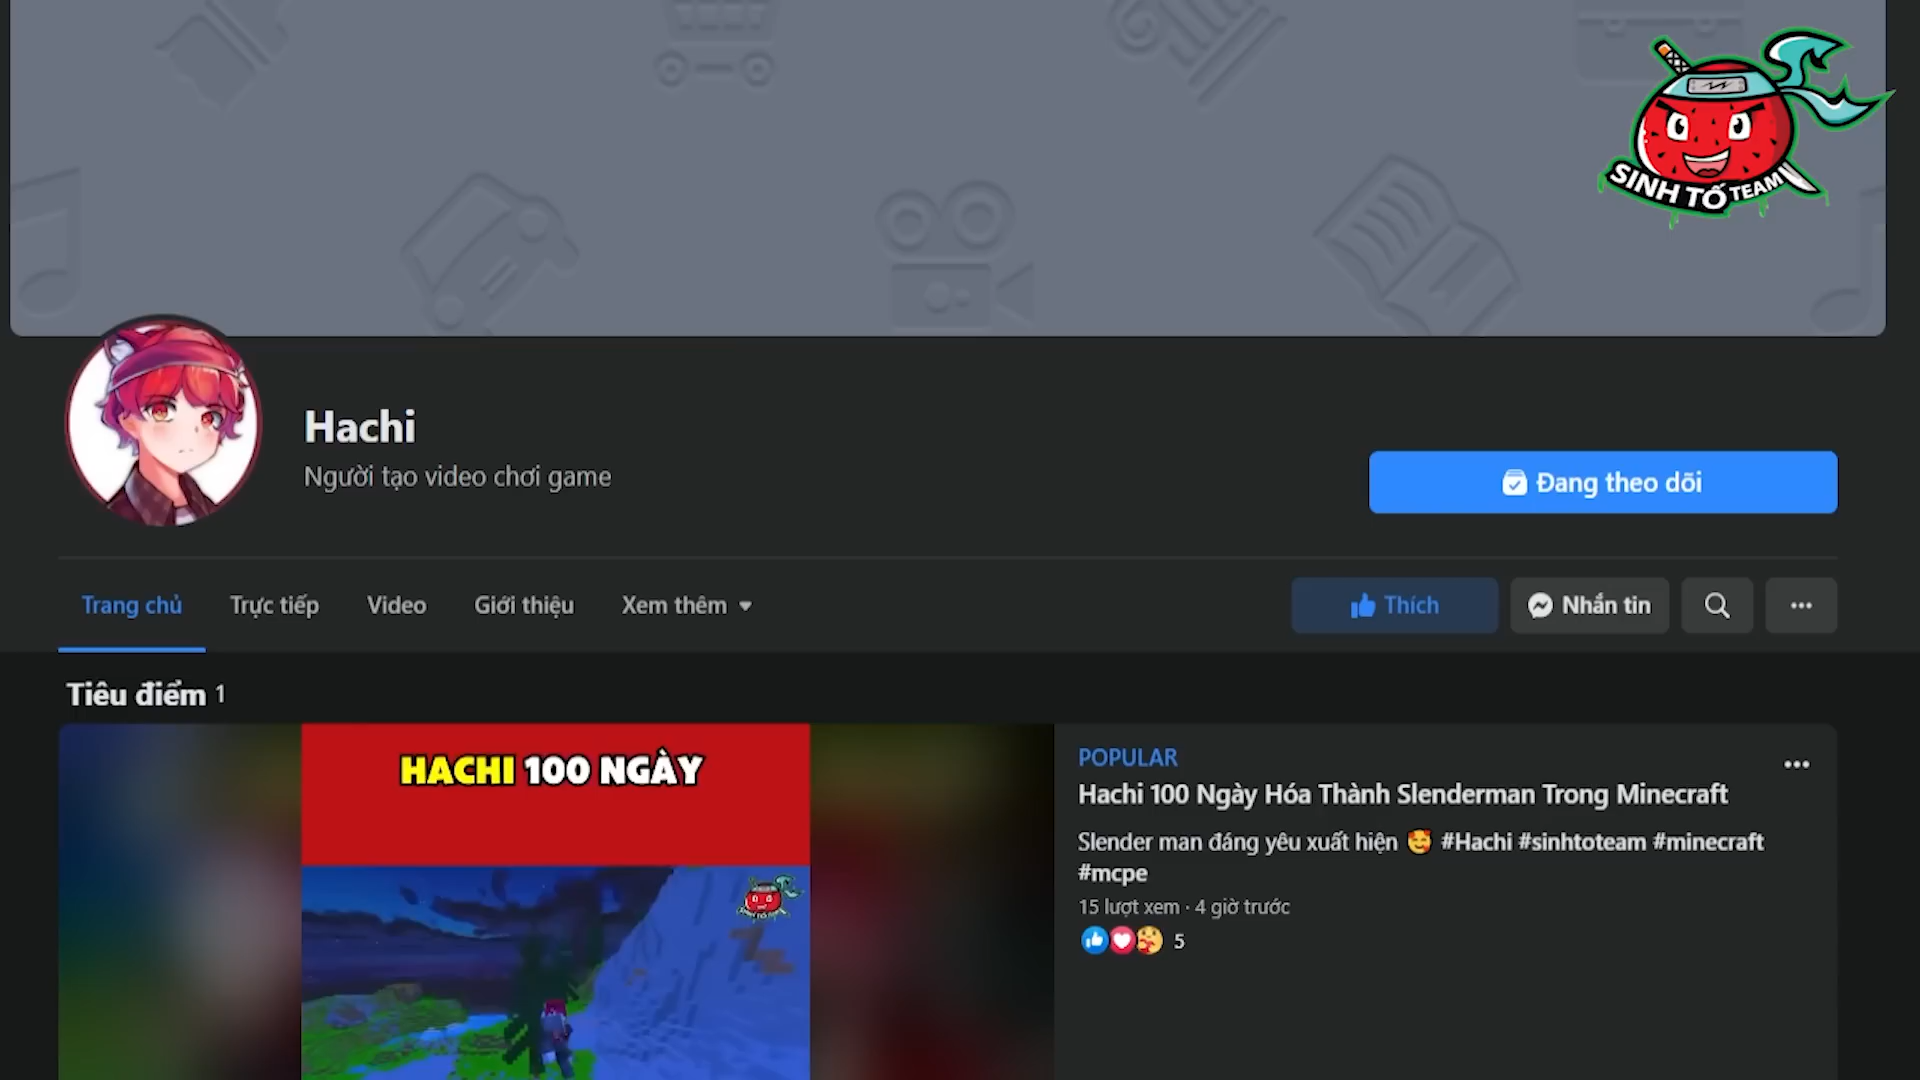 SINH TỐ TEAM
Hachi
Người tạo video chơi game
Đang theo dõi
Trang chủ
Trực tiếp
Video
Giới thiệu
Xem thêm
Thích
Nhắn tin
Tiêu điểm 1
HACHI 100 NGÀY
POPULAR
Hachi 100 Ngày Hóa Thành Slenderman Trong Minecraft
Slender man đáng yêu xuất hiện 🥰 #Hachi #sinhtoteam #minecraft
#mcpe
15 lượt xem · 4 giờ trước
5